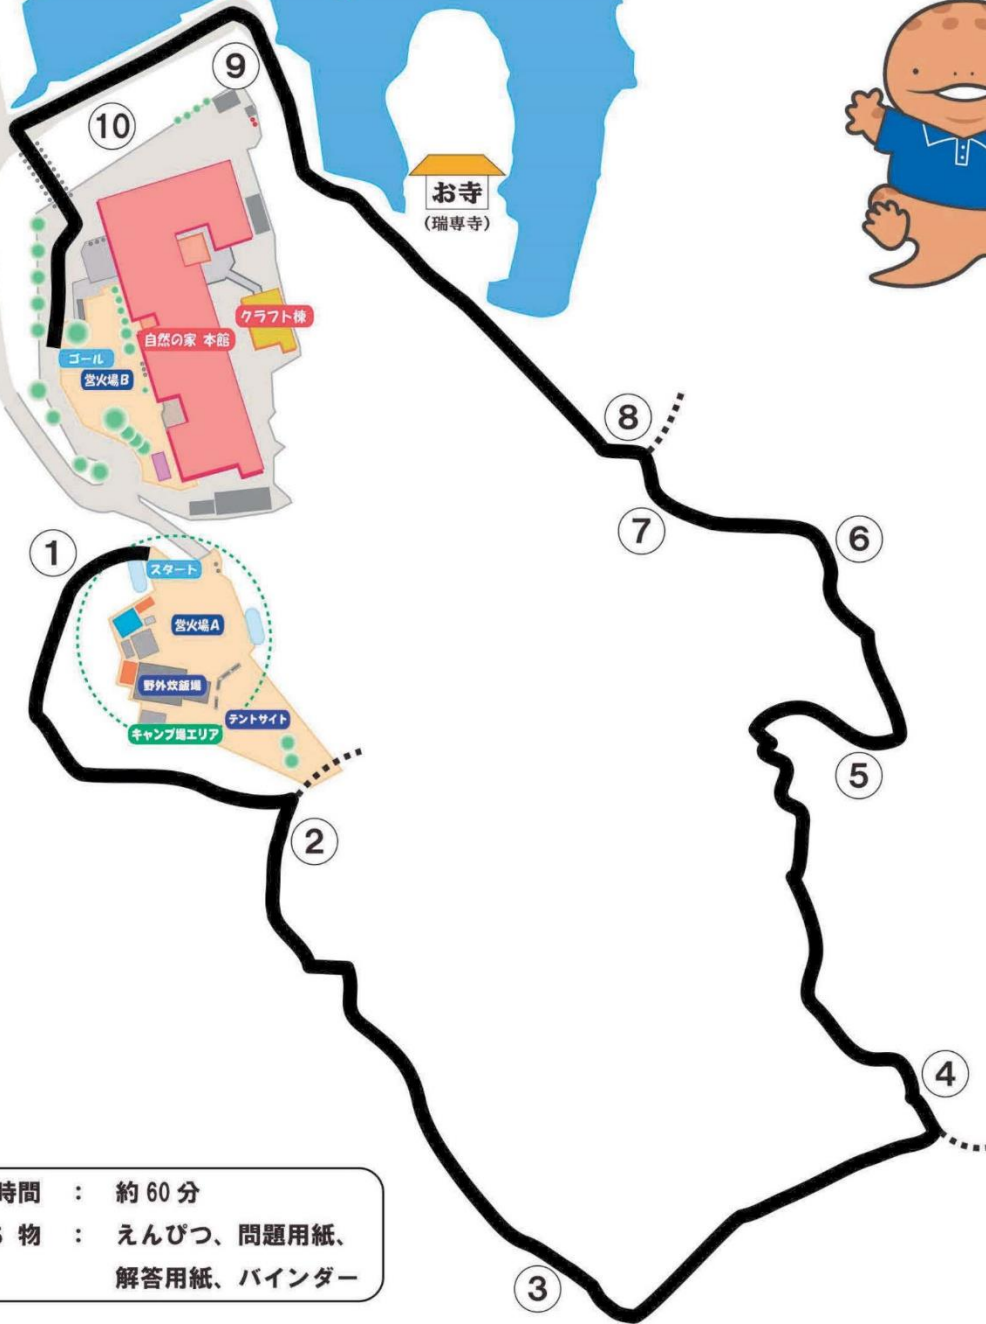 ⑨
⑩
お寺
(瑞専寺)
クラフト棟
自然の家 本館
ゴール
営火場B
⑧
⑦
⑥
①
スタート
営火場A
野外炊飯場
テントサイト
キャンプ場エリア
⑤
②
④
時間 : 約60分
物 : えんぴつ、問題用紙、
解答用紙、バインダー
③